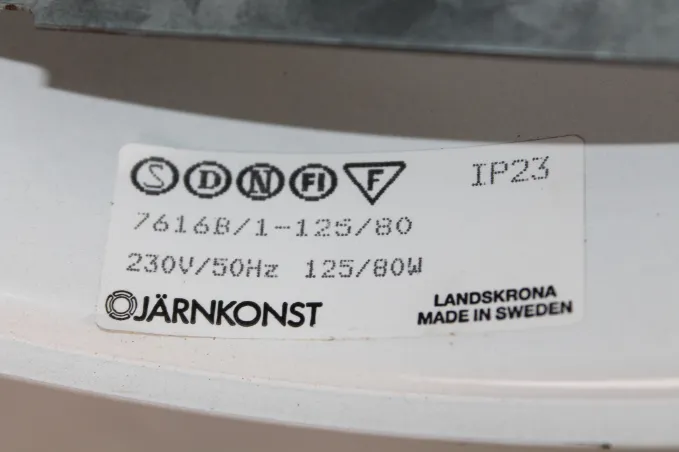 S D N FI F IP23
7616B/1-125/80
230V/50Hz 125/80W
JÄRNKONST
LANDSKRONA
MADE IN SWEDEN